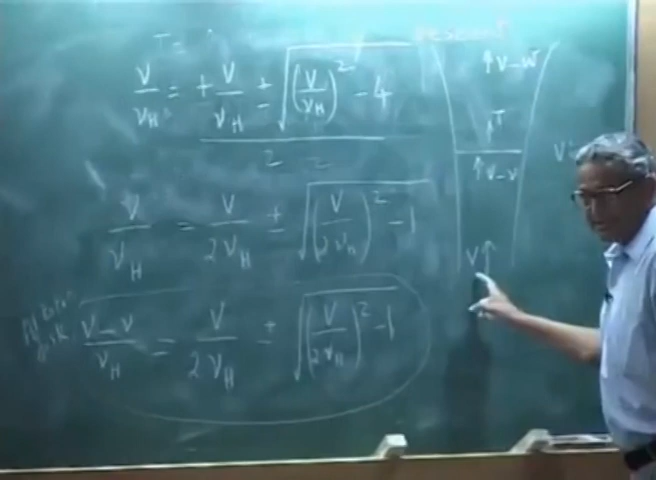 T =
v/v_H = + V/v_H ± √((V/v_H)² - 4) / 2
v/v_H = V/2v_H ± √((V/2v_H)² - 1)
(V - v)/v_H = V/2v_H ± √((V/2v_H)² - 1)
↑ V-w
↑T
↑ V-v
V↑